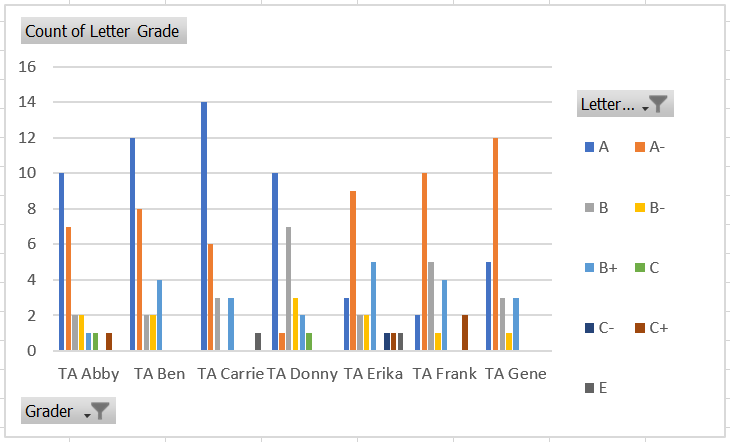 Count of Letter Grade
16
14
12
10
8
6
4
2
0
TA Abby TA Ben TA Carrie TA Donny TA Erika TA Frank TA Gene
Grader
Letter...
A A-
B B-
B+ C
C- C+
E